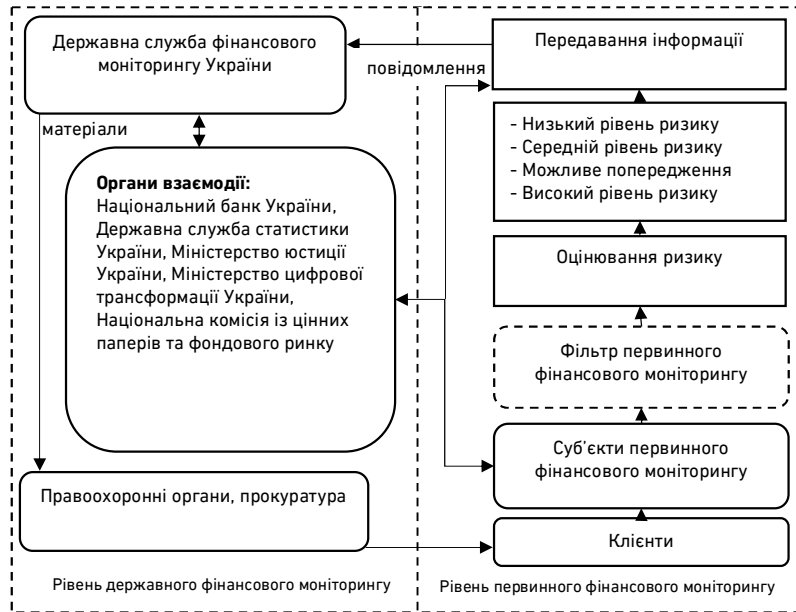 Державна служба фінансового
моніторингу України
повідомлення
Передавання інформації
матеріали
- Низький рівень ризику
- Середній рівень ризику
- Можливе попередження
- Високий рівень ризику
Органи взаємодії:
Національний банк України,
Державна служба статистики
України, Міністерство юстиції
України, Міністерство цифрової
трансформації України,
Національна комісія із цінних
паперів та фондового ринку
Оцінювання ризику
Фільтр первинного
фінансового моніторингу
Суб’єкти первинного
фінансового моніторингу
Правоохоронні органи, прокуратура
Клієнти
Рівень державного фінансового моніторингу
Рівень первинного фінансового моніторингу